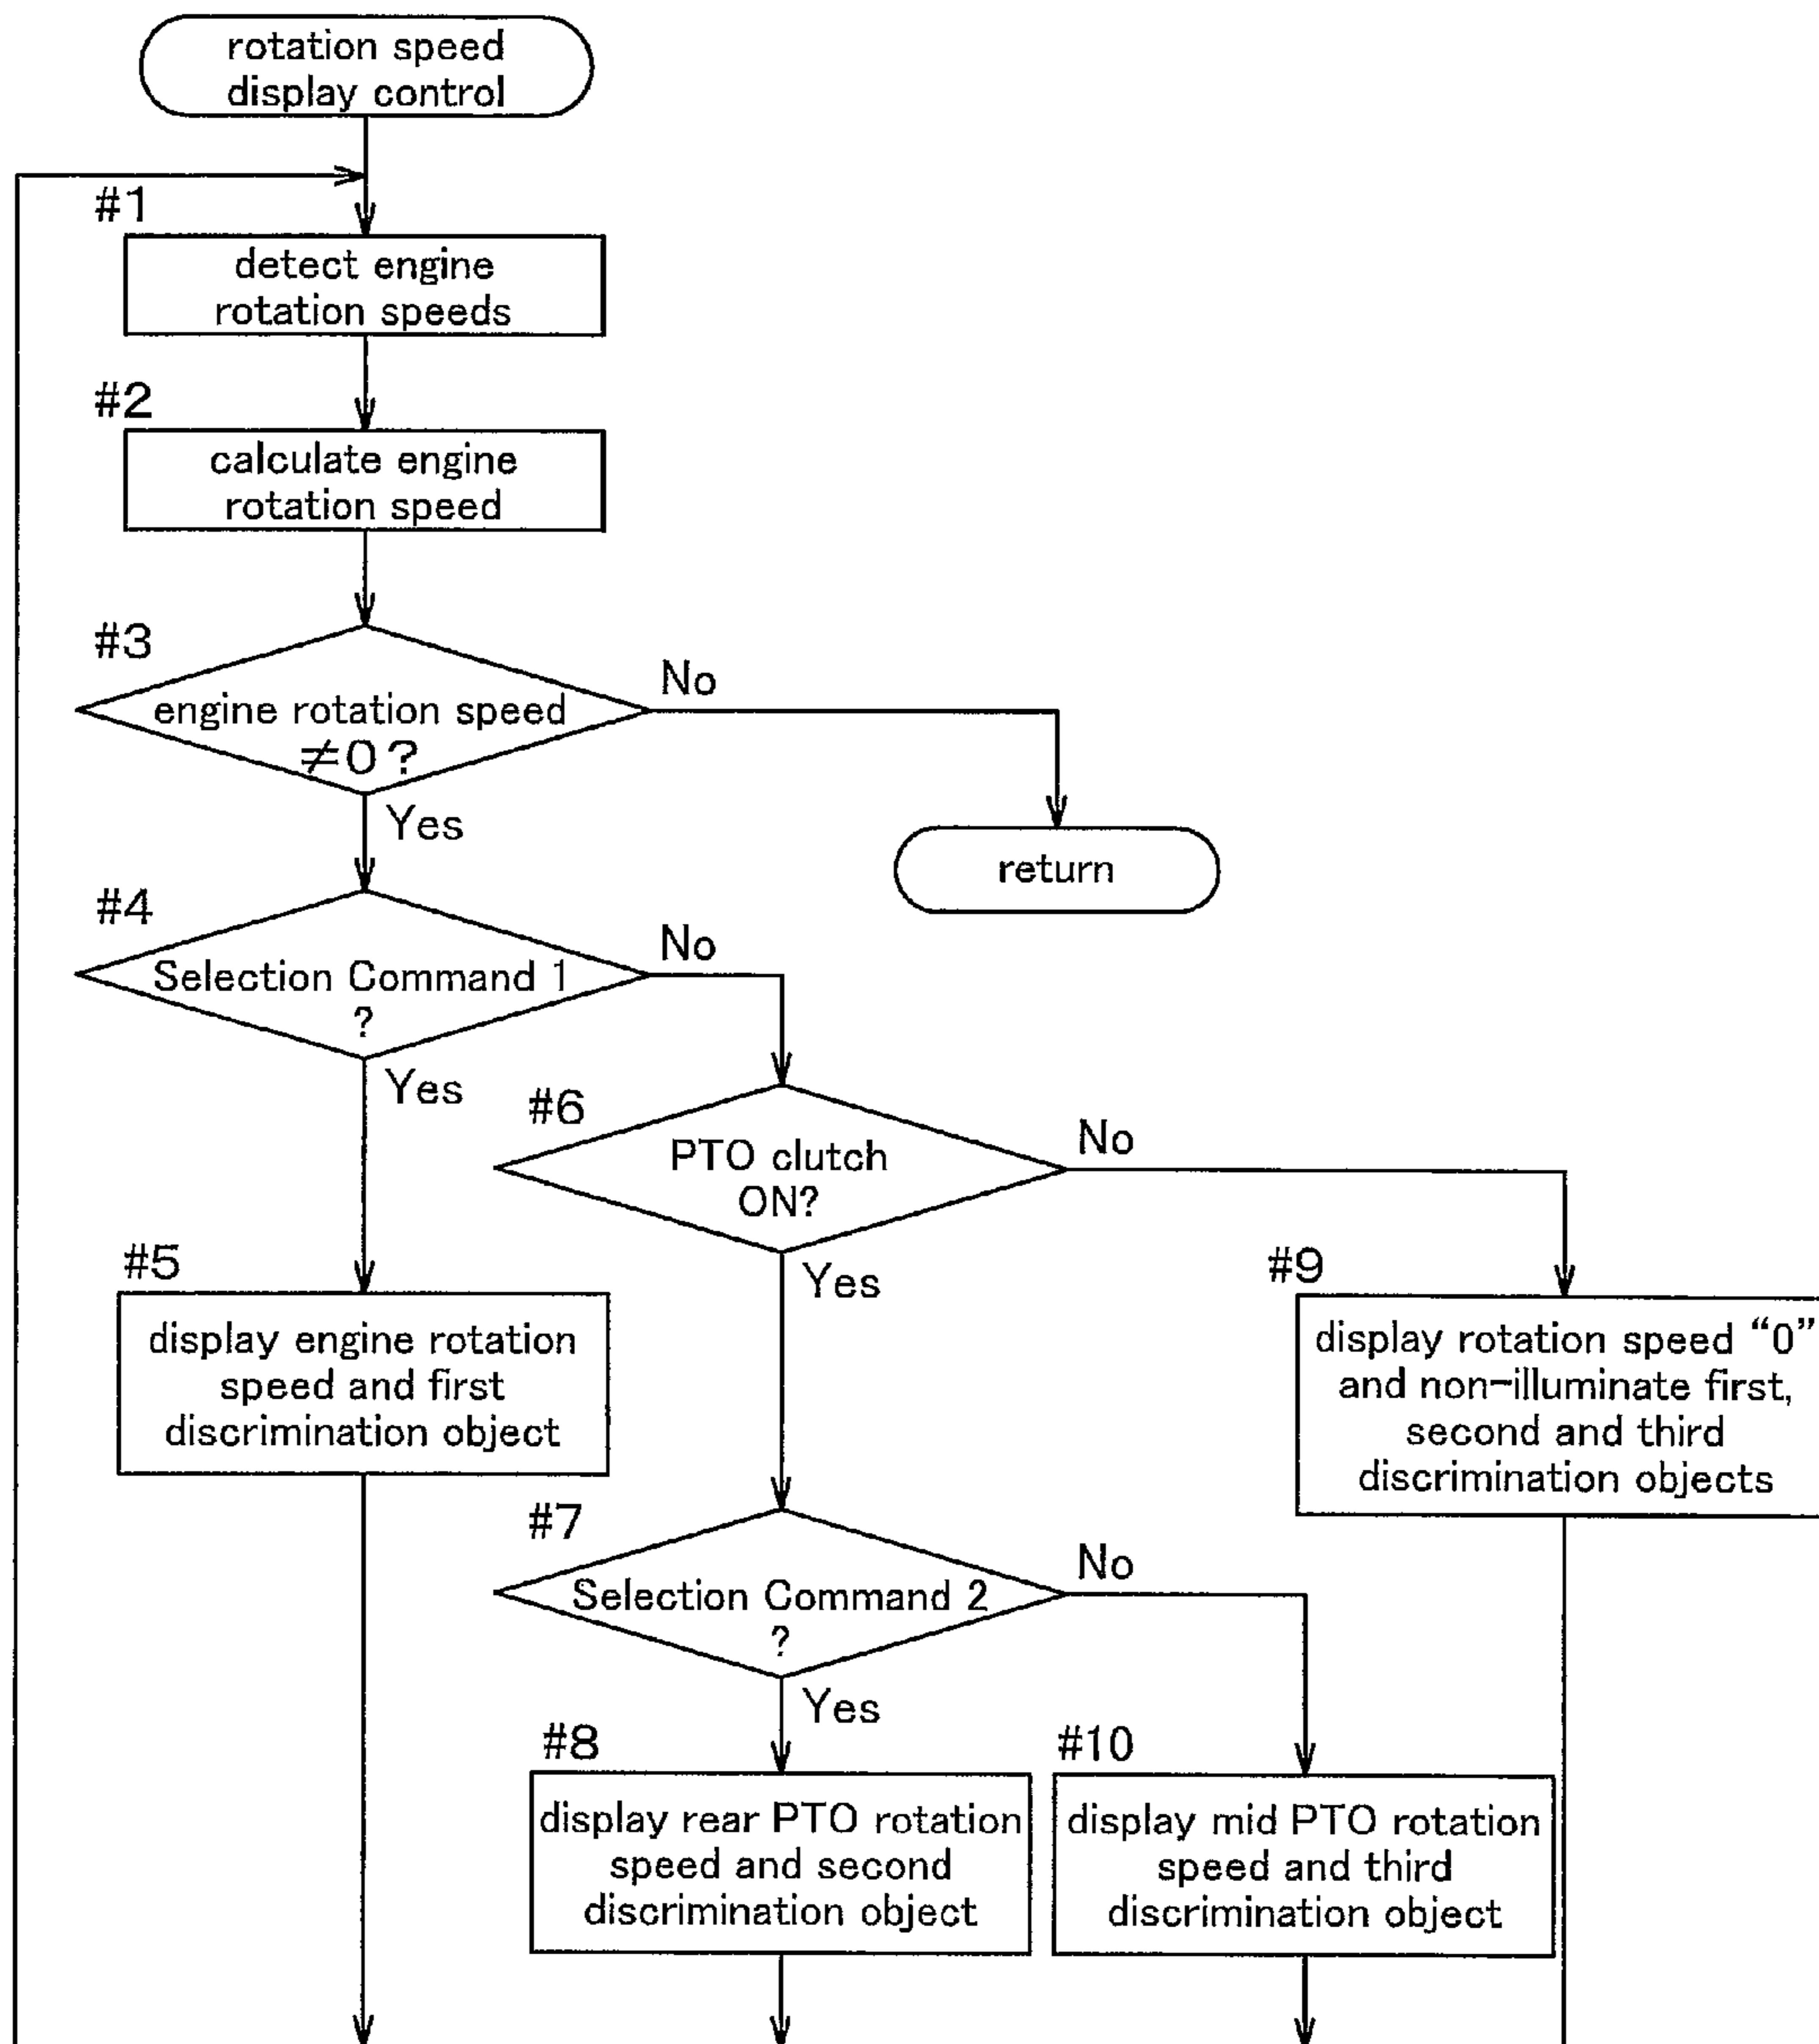 rotation speed
display control
#1
detect engine
rotation speeds
#2
calculate engine
rotation speed
#3
engine rotation speed
≠0?
No
Yes
return
#4
Selection Command 1
?
No
Yes
#6
PTO clutch
ON?
No
Yes
#5
display engine rotation
speed and first
discrimination object
#9
display rotation speed “0”
and non-illuminate first,
second and third
discrimination objects
#7
Selection Command 2
?
No
Yes
#8
display rear PTO rotation
speed and second
discrimination object
#10
display mid PTO rotation
speed and third
discrimination object